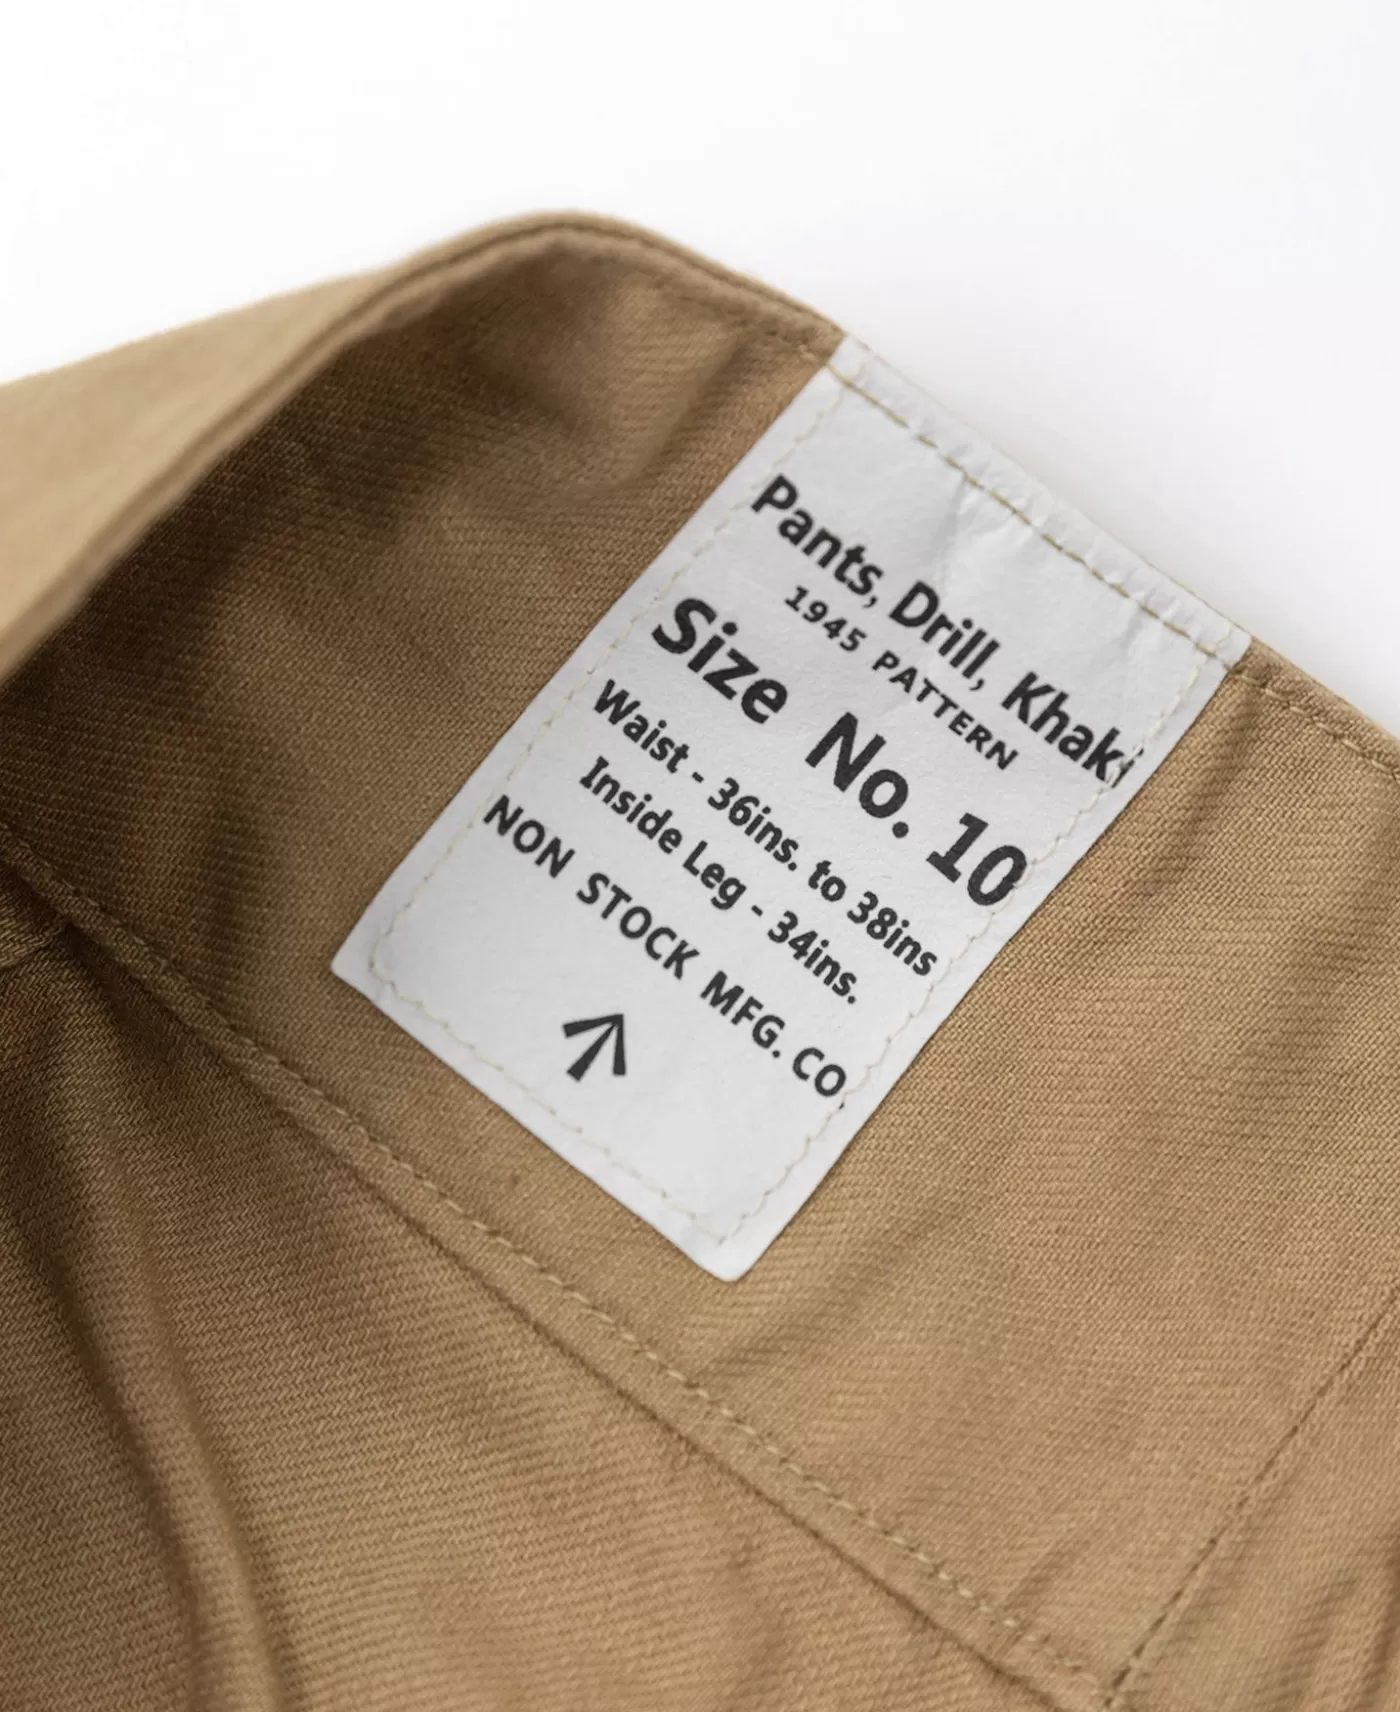 Pants, Drill, Khaki
1945 PATTERN
Size No. 10
Waist - 36ins. to 38ins
Inside Leg - 34ins.
NON STOCK MFG. CO.